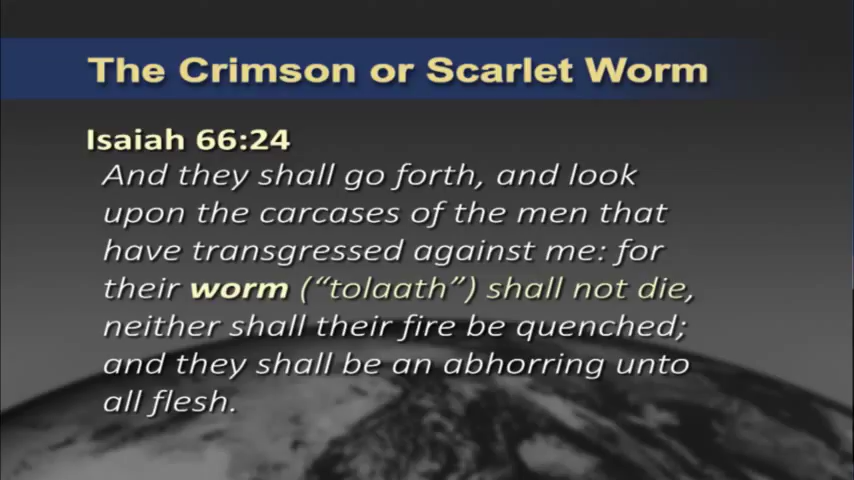 The Crimson or Scarlet Worm
Isaiah 66:24
And they shall go forth, and look
upon the carcases of the men that
have transgressed against me: for
their worm (“tolaath”) shall not die,
neither shall their fire be quenched;
and they shall be an abhorring unto
all flesh.